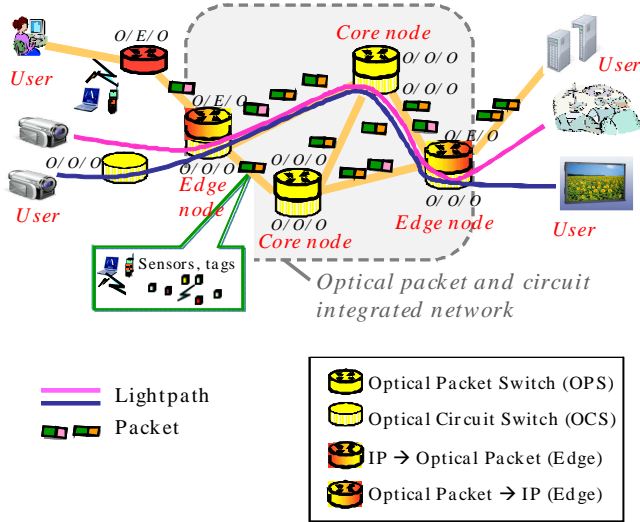 Core node
O/E/O
User
O/O/O
User
O/O/O
O/E/O
O/E/O
O/O/O
O/O/O
O/O/O
Edge node
User
O/O/O
Core node
Edge node
User
Sensors, tags
Optical packet and circuit
integrated network
Lightpath
Packet
Optical Packet Switch (OPS)
Optical Circuit Switch (OCS)
IP → Optical Packet (Edge)
Optical Packet → IP (Edge)